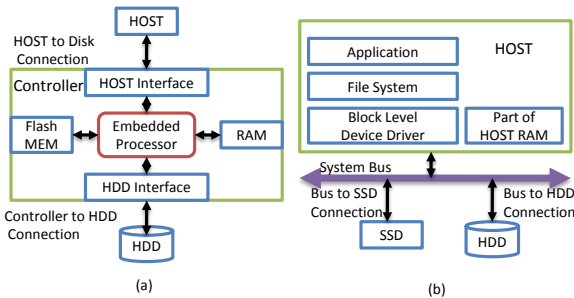 HOST
HOST to Disk
Connection
Controller
HOST Interface
Flash
MEM
Embedded
Processor
RAM
HDD Interface
Controller to HDD
Connection
HDD
(a)
HOST
Application
File System
Block Level
Device Driver
Part of
HOST RAM
System Bus
Bus to SSD
Connection
Bus to HDD
Connection
SSD
HDD
(b)